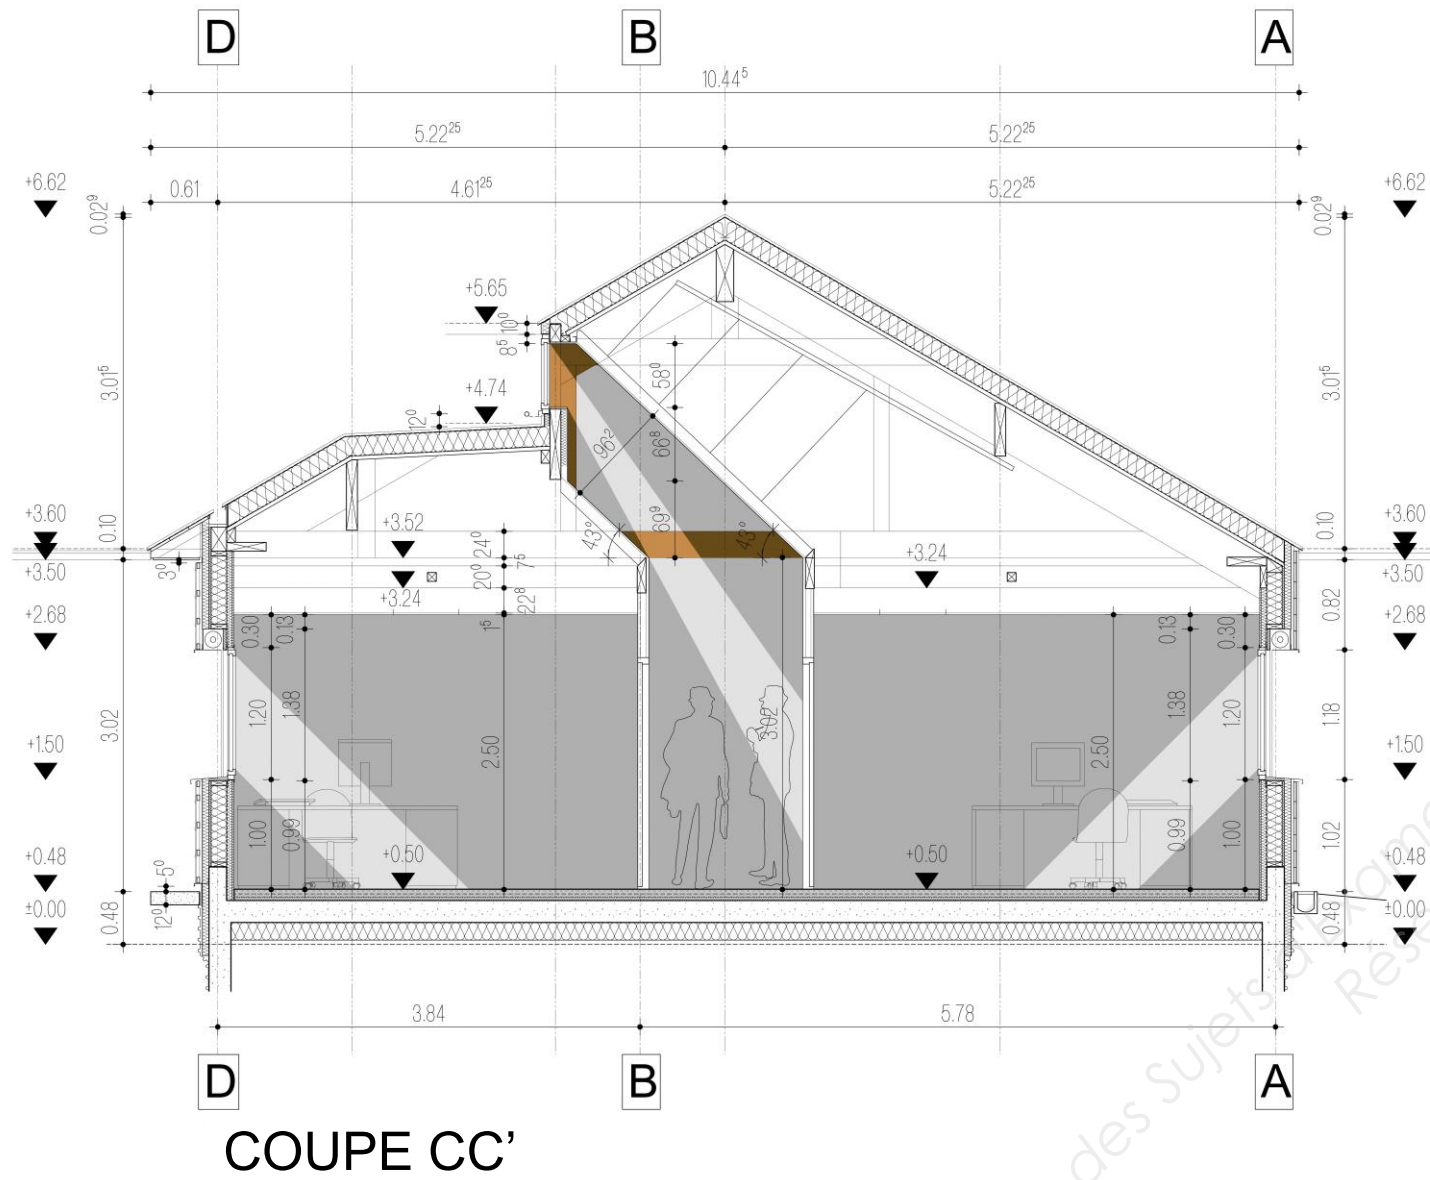 D B A
10.44⁵
5.22²⁵ 5.22²⁵
0.61 4.61²⁵ 5.22²⁵
+6.62 +6.62
0.02⁹ 0.02⁹
+5.65
10⁰
8⁵
58⁰
3.01⁵ 3.01⁵
+4.74
12⁰
96²
66⁸
+3.60 +3.60
0.10 0.10
+3.52
24⁰
43° 69⁹ 43°
+3.50 +3.50
3⁰
7⁵
20⁰
+3.24
+3.24
22⁸
0.82
+2.68 +2.68
1⁵
0.30 0.13 0.13 0.30
1.20 1.38 1.38 1.20
3.02 2.50 3.02 2.50 1.18
+1.50 +1.50
1.00 0.99 0.99 1.00
1.02
+0.48 +0.48
5⁰
+0.50 +0.50
±0.00 ±0.00
0.48 12⁰ 0.48
3.84 5.78
D B A
COUPE CC’
des Sujets d'Exame
Rése